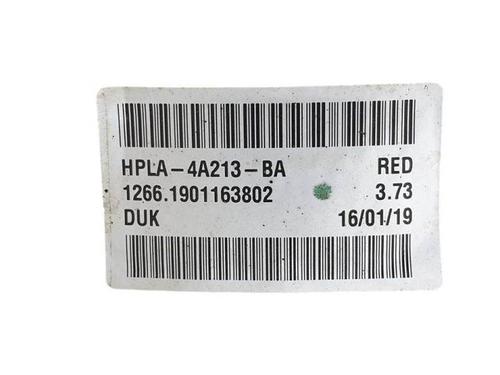 HPLA-4A213-BA RED
1266.1901163802 3.73
DUK 16/01/19